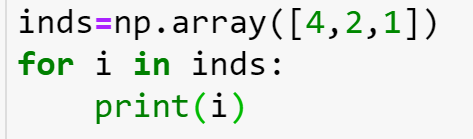 inds=np.array([4,2,1])
for i in inds:
    print(i)